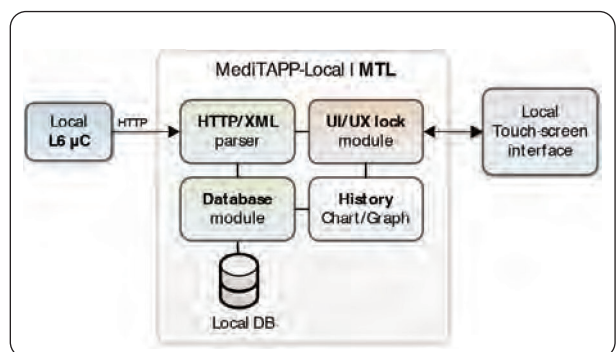 MediTAPP-Local | MTL
Local
L6 µC
HTTP
HTTP/XML
parser
UI/UX lock
module
Local
Touch-screen
interface
Database
module
History
Chart/Graph
Local DB